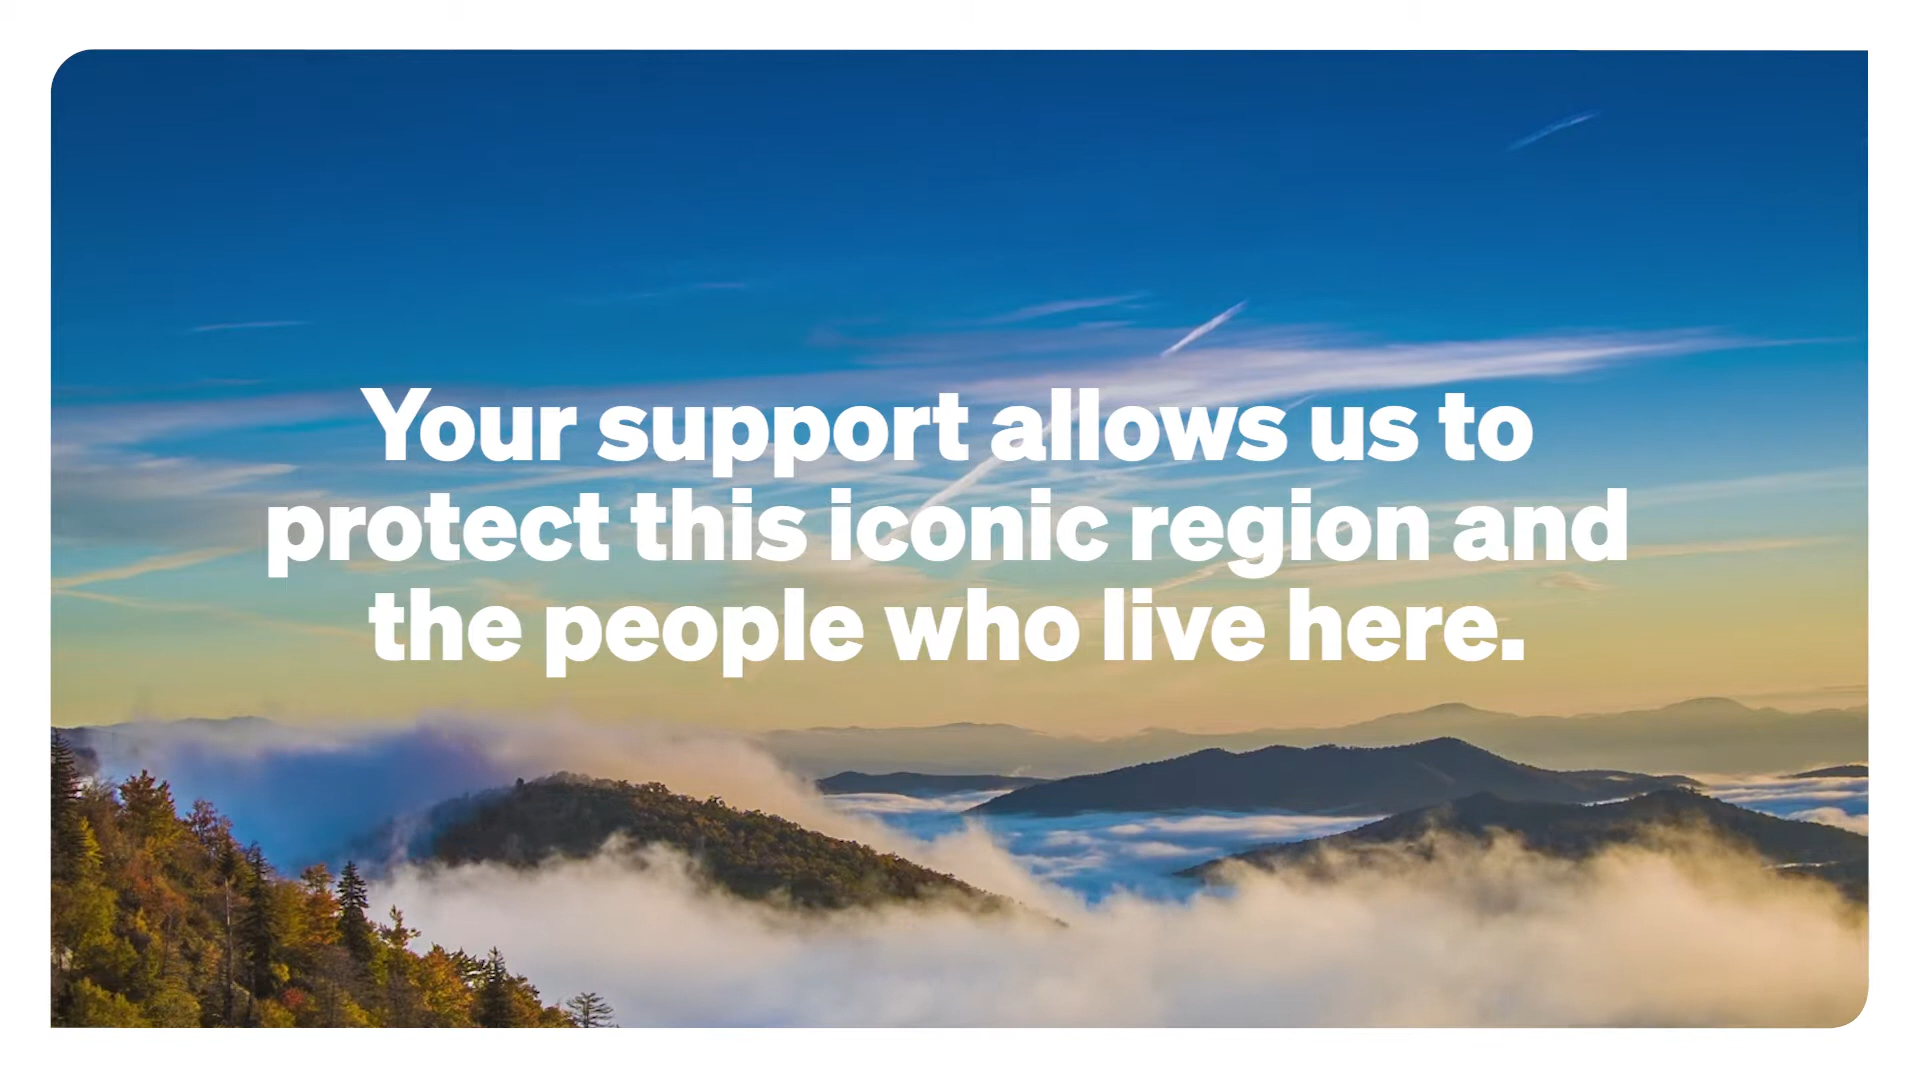 Your support allows us to
protect this iconic region and
the people who live here.